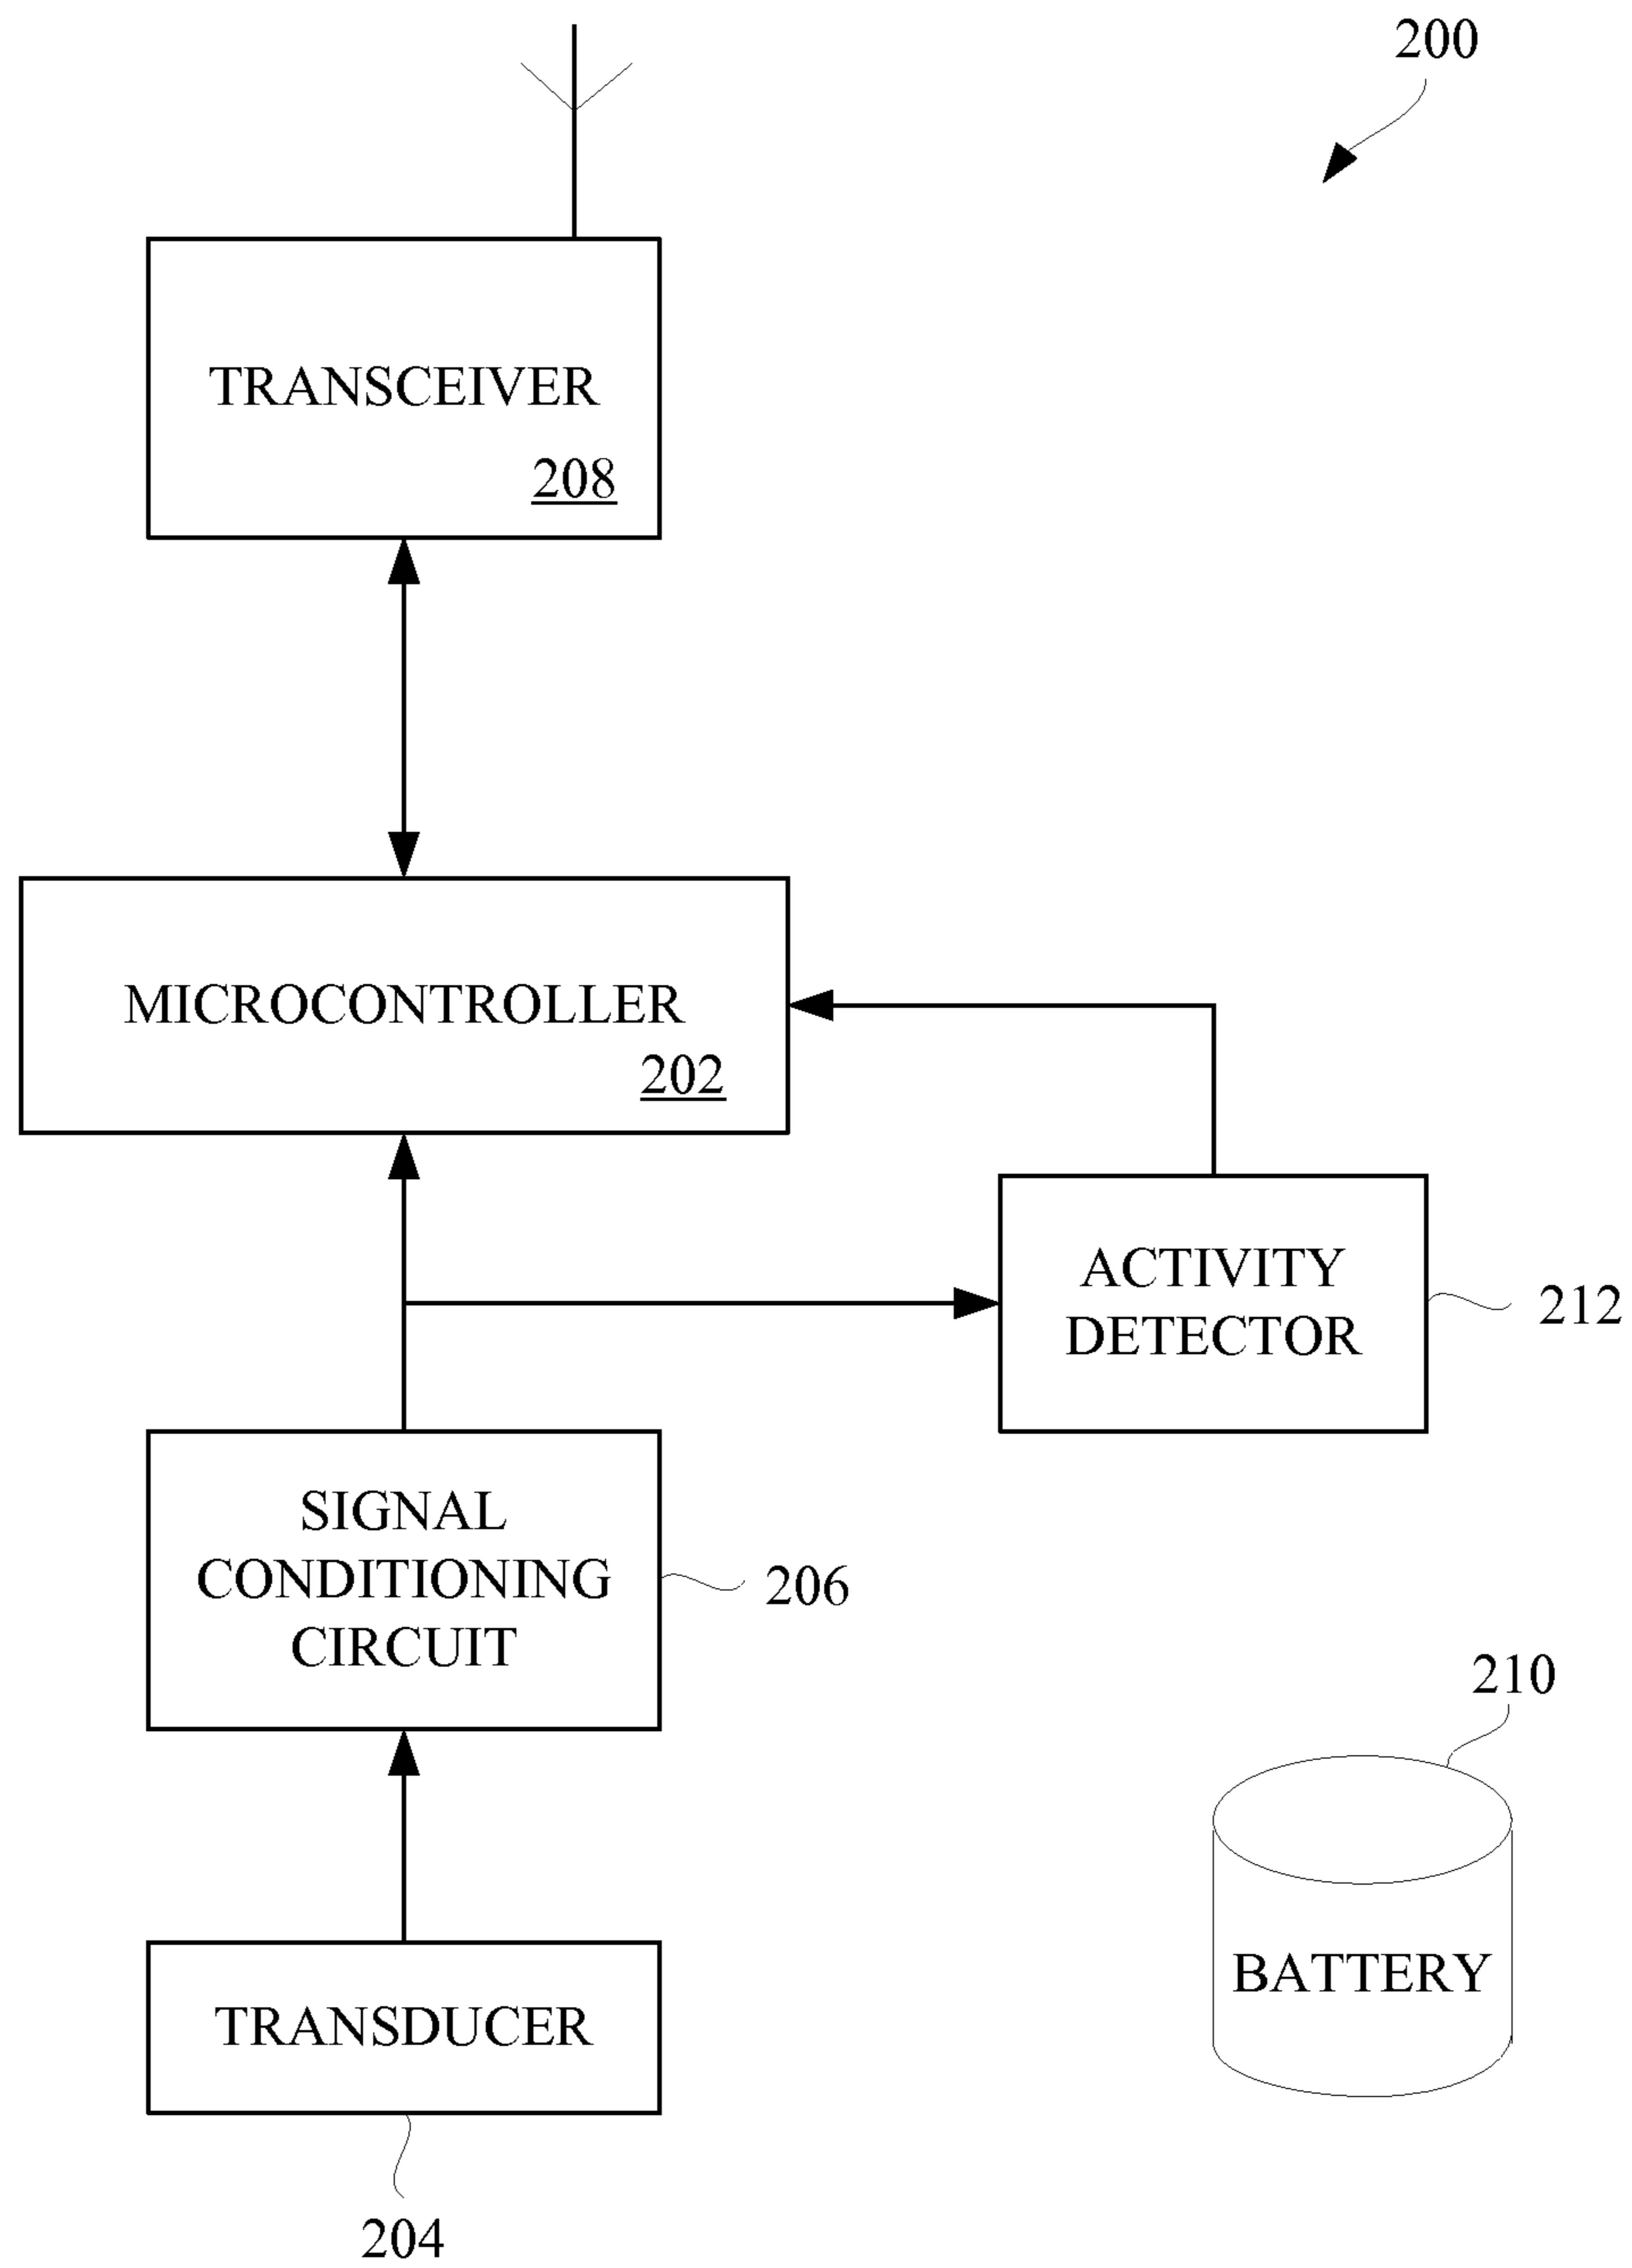 200
TRANSCEIVER
208
MICROCONTROLLER
202
ACTIVITY
DETECTOR
212
SIGNAL
CONDITIONING
CIRCUIT
206
210
BATTERY
TRANSDUCER
204